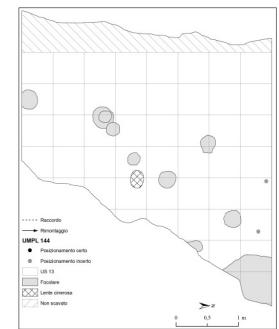 Raccordo
Rimontaggio
UMPL 144
Posizionamento certo
Posizionamento incerto
US 13
Focolare
Lente cinerosa
Non scavato
N
0 0,5 1 m